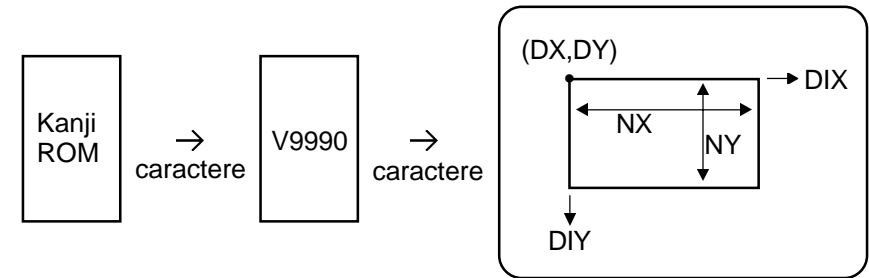 Kanji
ROM
→
caractere
V9990
→
caractere
(DX,DY)
DIX
NX
NY
DIY